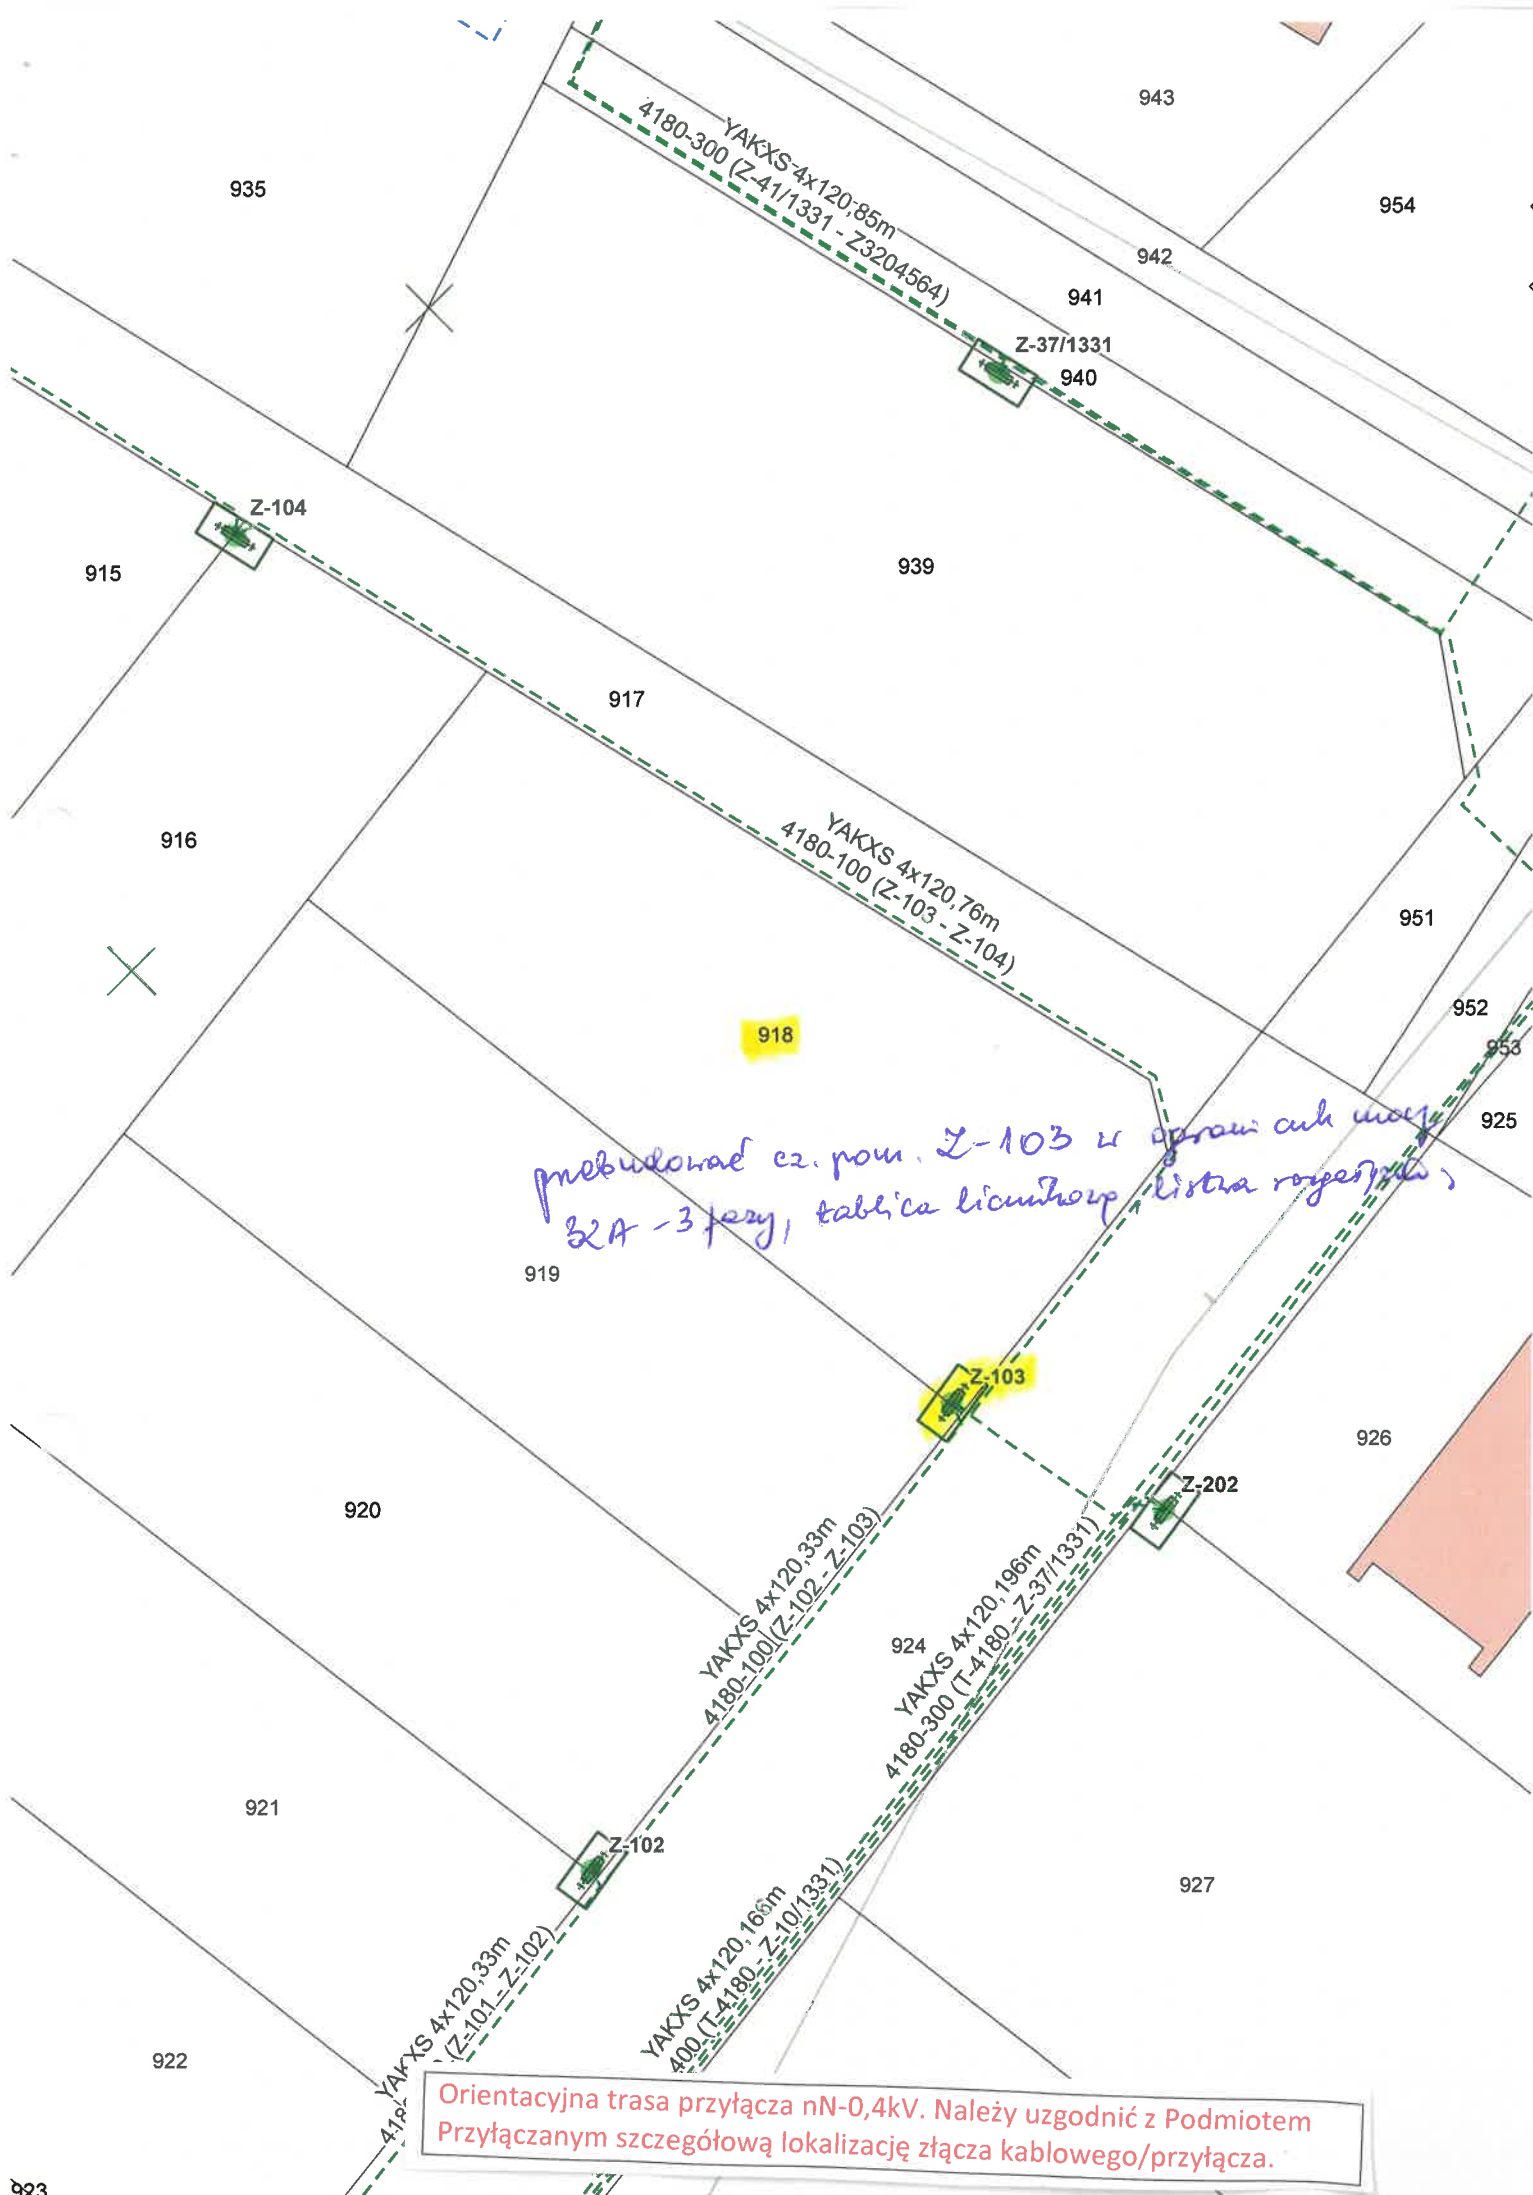 943
935
954
YAKXS 4x120,85m
4180-300 (Z-41/1331 - Z3204564)
942
941
Z-37/1331
940
Z-104
915
939
917
916
YAKXS 4x120,76m
4180-100 (Z-103 - Z-104)
951
952
918
953
925
przebudować cz. pom. Z-103 w mocy
32A - 3 fazy, tablica licznikowa listwa
919
Z-103
926
Z-202
920
YAKXS 4x120,33m
4180-100 (Z-102 - Z-103)
YAKXS 4x120,196m
4180-300 (T-4180 - Z-37/1331)
924
921
Z-102
927
YAKXS 4x120,33m
(Z-101 - Z-102)
YAKXS 4x120,166m
400 (T-4180 - Z-10/1331)
922
Orientacyjna trasa przyłącza nN-0,4kV. Należy uzgodnić z Podmiotem
Przyłączanym szczegółową lokalizację złącza kablowego/przyłącza.
923